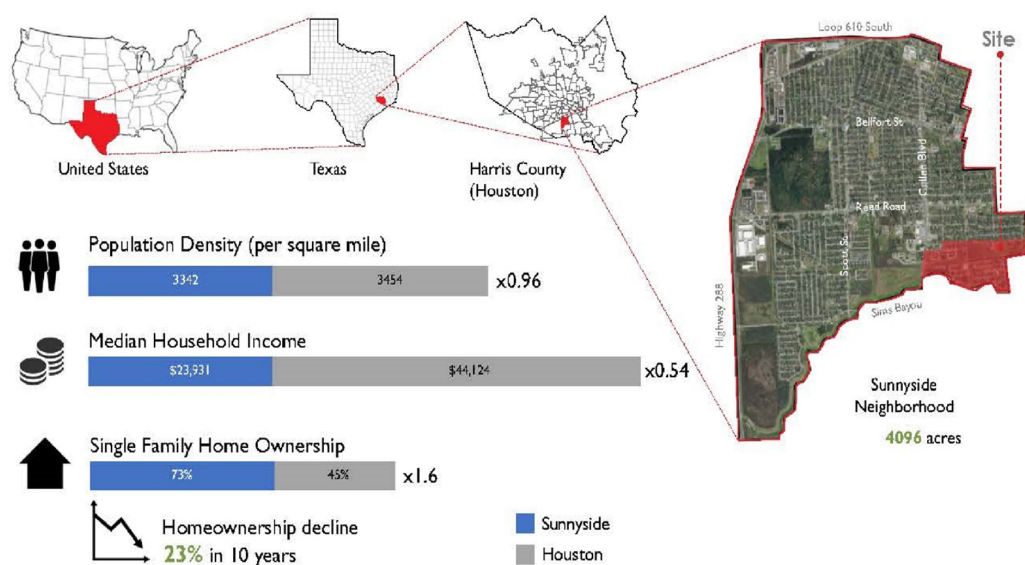 United States
Texas
Harris County
(Houston)
Loop 610 South
Site
Bellfort St
Cullen Blvd
Reed Road
Scott St
Highway 288
Sims Bayou
Sunnyside
Neighborhood
4096 acres
Population Density (per square mile)
3342
3454
x0.96
Median Household Income
$23,931
$44,124
x0.54
Single Family Home Ownership
73%
45%
x1.6
Homeownership decline
23% in 10 years
Sunnyside
Houston